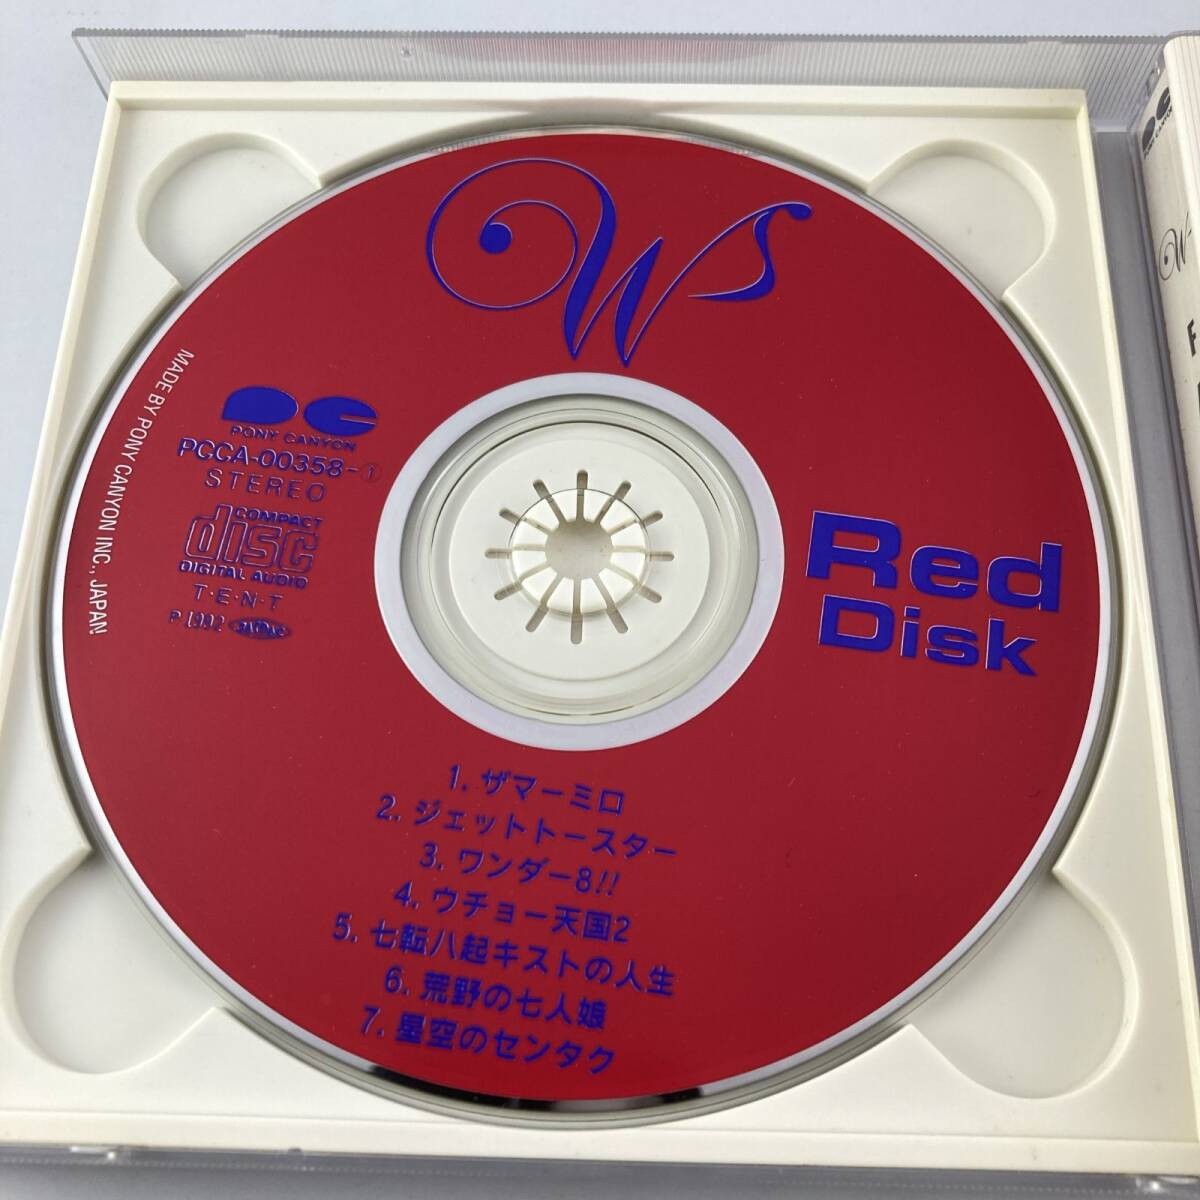 W's
PONY CANYON
PCCA-00358-①
STEREO
COMPACT
disc
DIGITAL AUDIO
T・E・N・T
P 1992
MADE BY PONY CANYON INC., JAPAN
Red
Disk
1. ザマーミロ
2. ジェットトースター
3. ワンダー8!!
4. ウチョー天国2
5. 七転八起キストの人生
6. 荒野の七人娘
7. 星空のセンタク
PONY CANYON
W
F